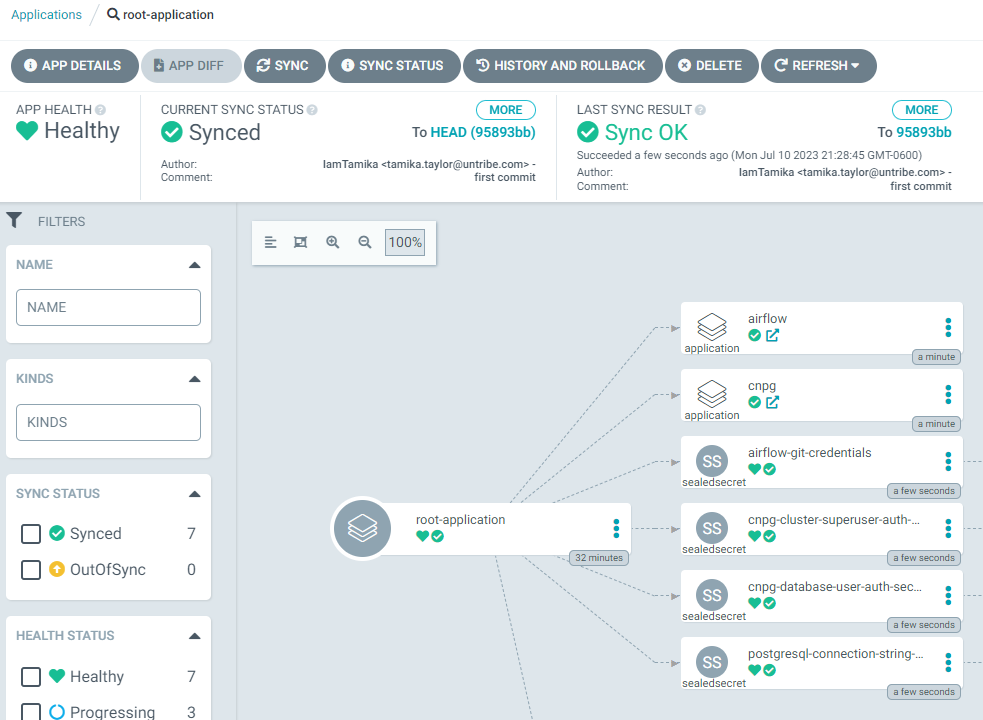 Applications / root-application
APP DETAILS APP DIFF SYNC SYNC STATUS HISTORY AND ROLLBACK DELETE REFRESH
APP HEALTH
Healthy
CURRENT SYNC STATUS MORE
Synced To HEAD (95893bb)
Author: IamTamika <tamika.taylor@untribe.com> -
Comment: first commit
LAST SYNC RESULT MORE
Sync OK To 95893bb
Succeeded a few seconds ago (Mon Jul 10 2023 21:28:45 GMT-0600)
Author: IamTamika <tamika.taylor@untribe.com> -
Comment: first commit
FILTERS
NAME
NAME
KINDS
KINDS
SYNC STATUS
Synced 7
OutOfSync 0
HEALTH STATUS
Healthy 7
Progressing 3
100%
root-application
32 minutes
airflow
application
a minute
cnpg
application
a minute
SS airflow-git-credentials
sealedsecret
a few seconds
SS cnpg-cluster-superuser-auth-...
sealedsecret
a few seconds
SS cnpg-database-user-auth-sec...
sealedsecret
a few seconds
SS postgresql-connection-string-...
sealedsecret
a few seconds